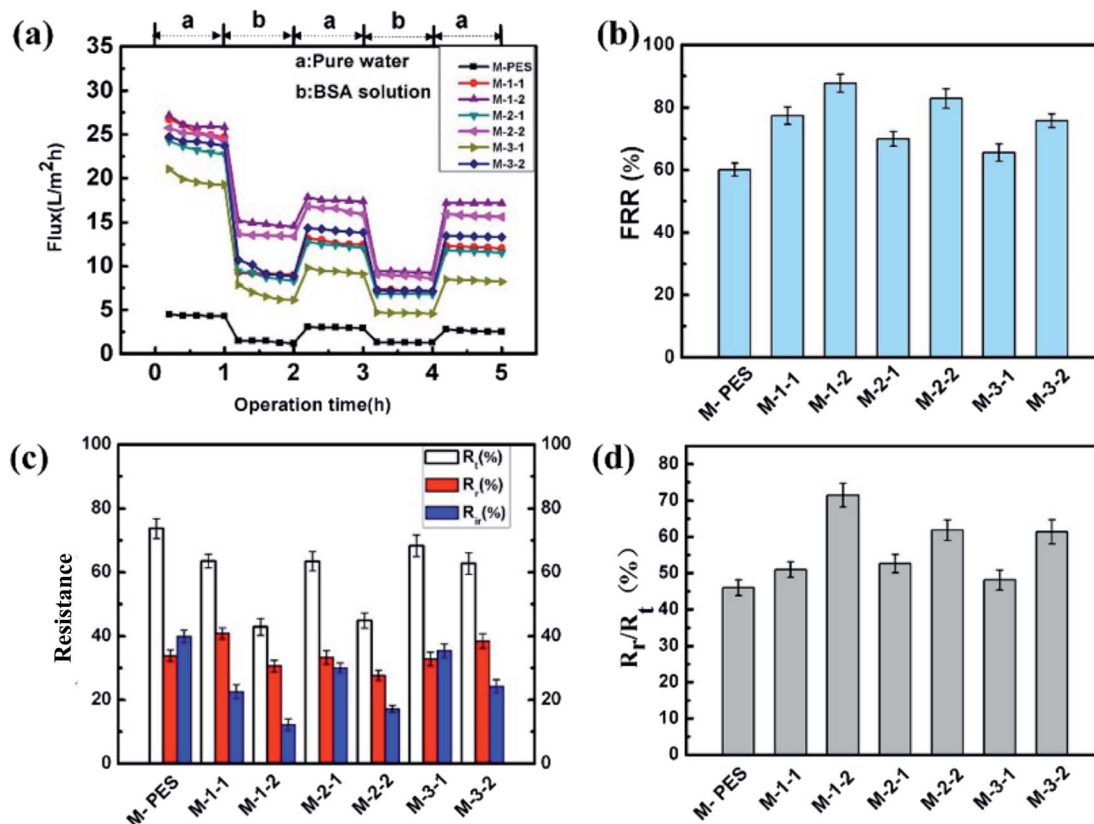 (a)
a b a b a
a:Pure water
b:BSA solution
M-PES
M-1-1
M-1-2
M-2-1
M-2-2
M-3-1
M-3-2
35
30
25
20
15
10
5
0
Flux(L/m²h)
0 1 2 3 4 5
Operation time(h)
(b)
100
80
60
40
20
0
FRR (%)
M- PES M-1-1 M-1-2 M-2-1 M-2-2 M-3-1 M-3-2
(c)
Rt(%)
Rr(%)
Rir(%)
100 100
80 80
60 60
40 40
20 20
0 0
Resistance
M- PES M-1-1 M-1-2 M-2-1 M-2-2 M-3-1 M-3-2
(d)
80
70
60
50
40
30
20
10
0
Rr/Rt (%)
M- PES M-1-1 M-1-2 M-2-1 M-2-2 M-3-1 M-3-2